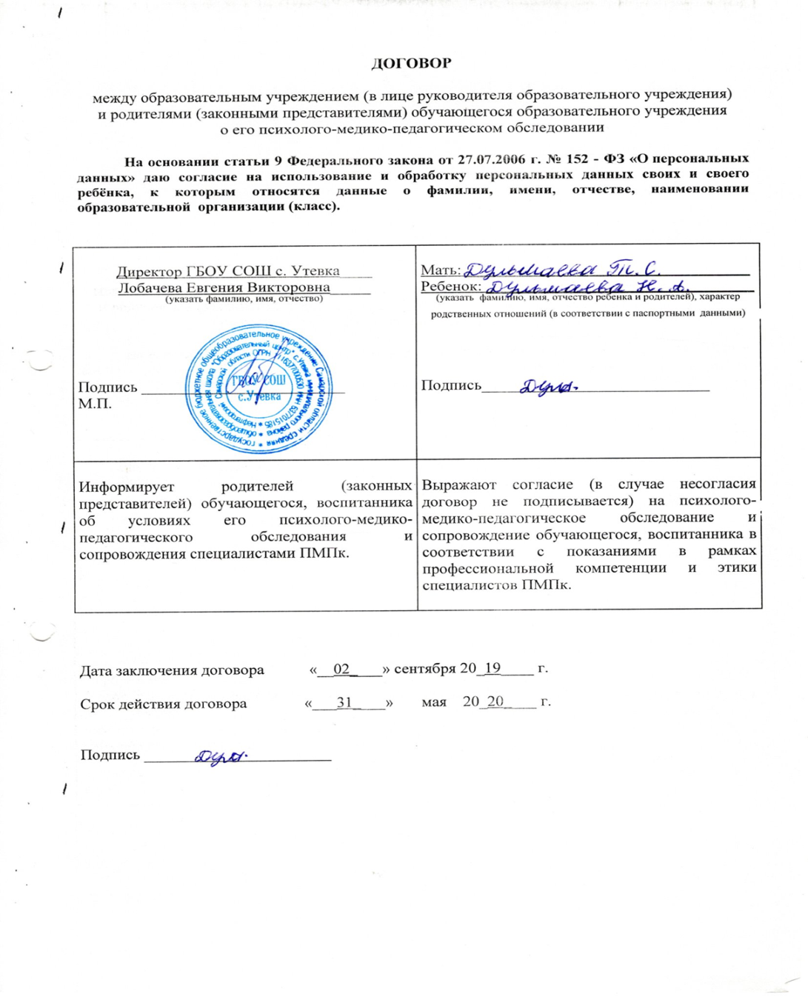 ДОГОВОР
между образовательным учреждением (в лице руководителя образовательного учреждения)
и родителями (законными представителями) обучающегося образовательного учреждения
о его психолого-медико-педагогическом обследовании
На основании статьи 9 Федерального закона от 27.07.2006 г. № 152 - ФЗ «О персональных
данных» даю согласие на использование и обработку персональных данных своих и своего
ребёнка, к которым относятся данные о фамилии, имени, отчестве, наименовании
образовательной организации (класс).
Директор ГБОУ СОШ с. Утевка
Лобачева Евгения Викторовна
(указать фамилию, имя, отчество)
ГБОУ СОШ
с.Утевка
Подпись
М.П.
Мать: Дульмаева Т. С.
Ребенок: Дульмаева Н. А.
(указать фамилию, имя, отчество ребенка и родителей), характер
родственных отношений (в соответствии с паспортными данными)
Подпись
Информирует родителей (законных
представителей) обучающегося, воспитанника
об условиях его психолого-медико-
педагогического обследования и
сопровождения специалистами ПМПк.
Выражают согласие (в случае несогласия
договор не подписывается) на психолого-
медико-педагогическое обследование и
сопровождение обучающегося, воспитанника в
соответствии с показаниями в рамках
профессиональной компетенции и этики
специалистов ПМПк.
Дата заключения договора «__02____» сентября 20_19____ г.
Срок действия договора «___31____» мая 20_20____ г.
Подпись